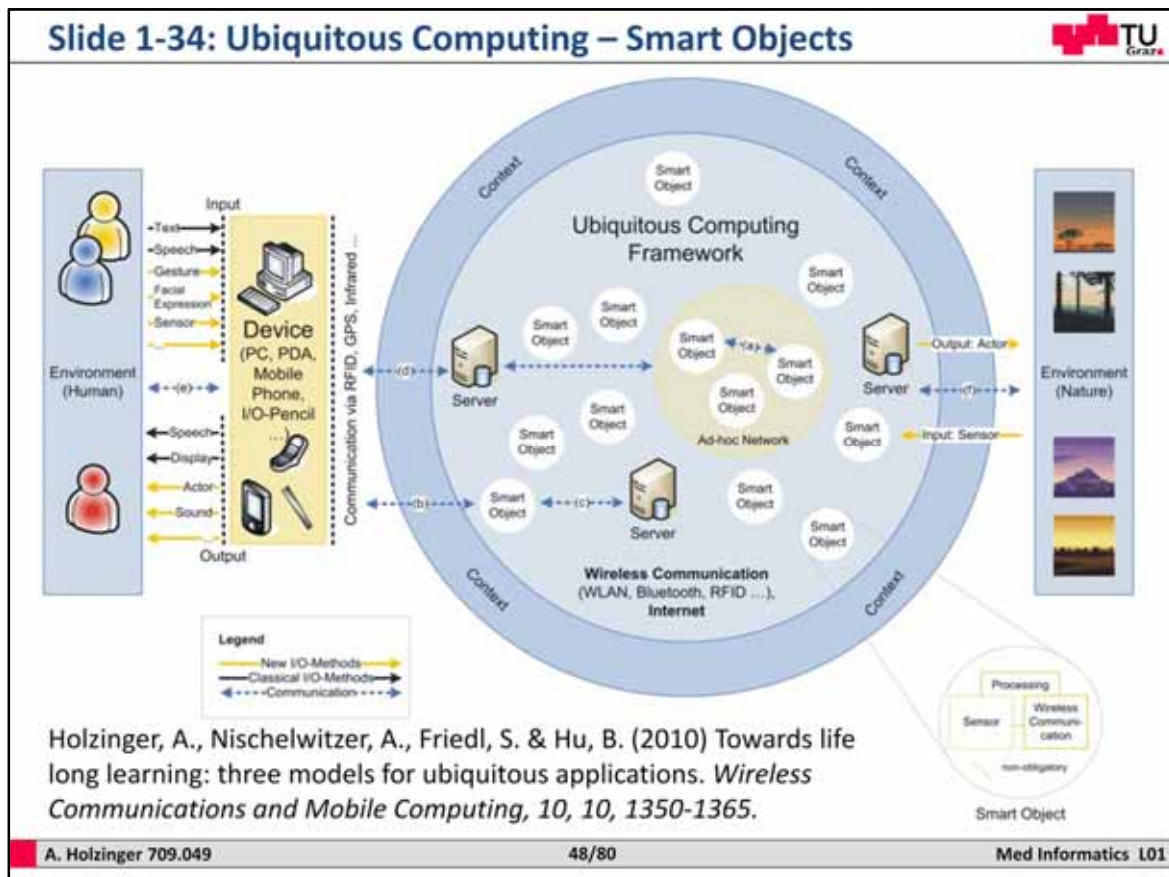 Slide 1-34: Ubiquitous Computing – Smart Objects
TU
Graz
Context
Context
Smart
Object
Ubiquitous Computing
Framework
Input
Text
Speech
Gesture
Facial
Expression
Sensor
...
Environment
(Human)
(e)
Speech
Display
Actor
Sound
...
Output
Device
(PC, PDA,
Mobile
Phone,
I/O-Pencil
...)
Communication via RFID, GPS, Infrared ...
(d)
(b)
Server
Smart
Object
Smart
Object
Smart
Object
Smart
Object
(a)
Smart
Object
Smart
Object
Ad-hoc Network
Smart
Object
Server
Output: Actor
(f)
Input: Sensor
Environment
(Nature)
Smart
Object
Smart
Object
Smart
Object
Smart
Object
(c)
Server
Smart
Object
Smart
Object
Wireless Communication
(WLAN, Bluetooth, RFID ...),
Internet
Context
Context
Legend
New I/O-Methods
Classical I/O-Methods
Communication
Processing
Sensor
Wireless
Communi-
cation
non-obligatory
Smart Object
Holzinger, A., Nischelwitzer, A., Friedl, S. & Hu, B. (2010) Towards life
long learning: three models for ubiquitous applications. Wireless
Communications and Mobile Computing, 10, 10, 1350-1365.
A. Holzinger 709.049
48/80
Med Informatics L01